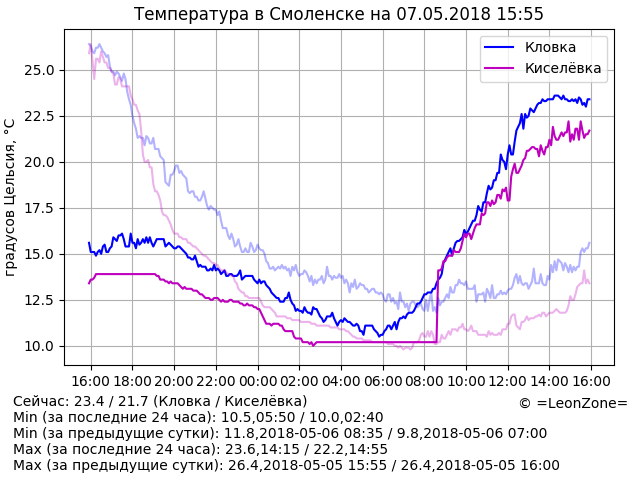 Температура в Смоленске на 07.05.2018 15:55
Кловка
Киселёвка
градусов Цельсия, °C
25.0
22.5
20.0
17.5
15.0
12.5
10.0
16:00 18:00 20:00 22:00 00:00 02:00 04:00 06:00 08:00 10:00 12:00 14:00 16:00
Сейчас: 23.4 / 21.7 (Кловка / Киселёвка)
© =LeonZone=
Min (за последние 24 часа): 10.5,05:50 / 10.0,02:40
Min (за предыдущие сутки): 11.8,2018-05-06 08:35 / 9.8,2018-05-06 07:00
Max (за последние 24 часа): 23.6,14:15 / 22.2,14:55
Max (за предыдущие сутки): 26.4,2018-05-05 15:55 / 26.4,2018-05-05 16:00